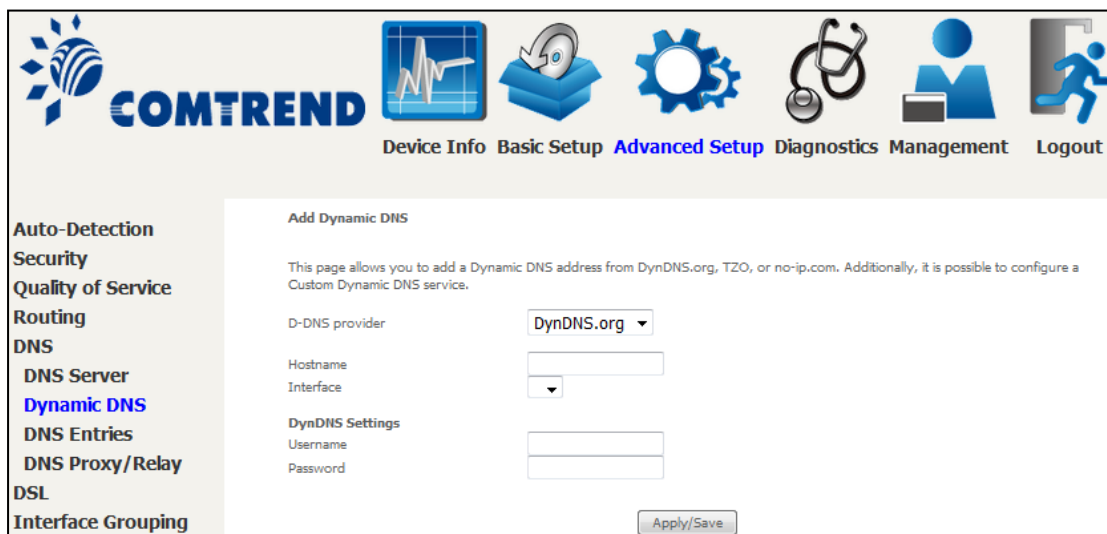 COMTREND
Device Info Basic Setup Advanced Setup Diagnostics Management Logout
Auto-Detection
Security
Quality of Service
Routing
DNS
DNS Server
Dynamic DNS
DNS Entries
DNS Proxy/Relay
DSL
Interface Grouping
Add Dynamic DNS
This page allows you to add a Dynamic DNS address from DynDNS.org, TZO, or no-ip.com. Additionally, it is possible to configure a
Custom Dynamic DNS service.
D-DNS provider DynDNS.org
Hostname
Interface
DynDNS Settings
Username
Password
Apply/Save